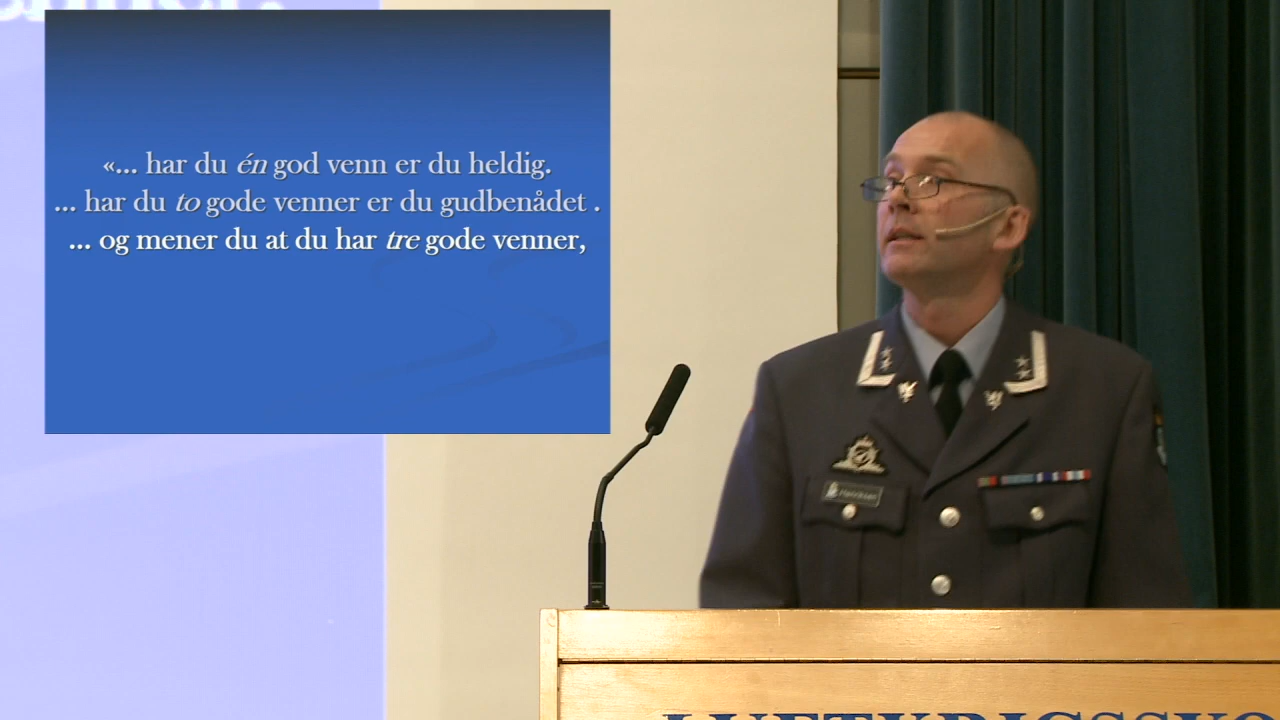 «... har du én god venn er du heldig.
... har du to gode venner er du gudbenådet .
... og mener du at du har tre gode venner,
LUFTKRIGSSKO